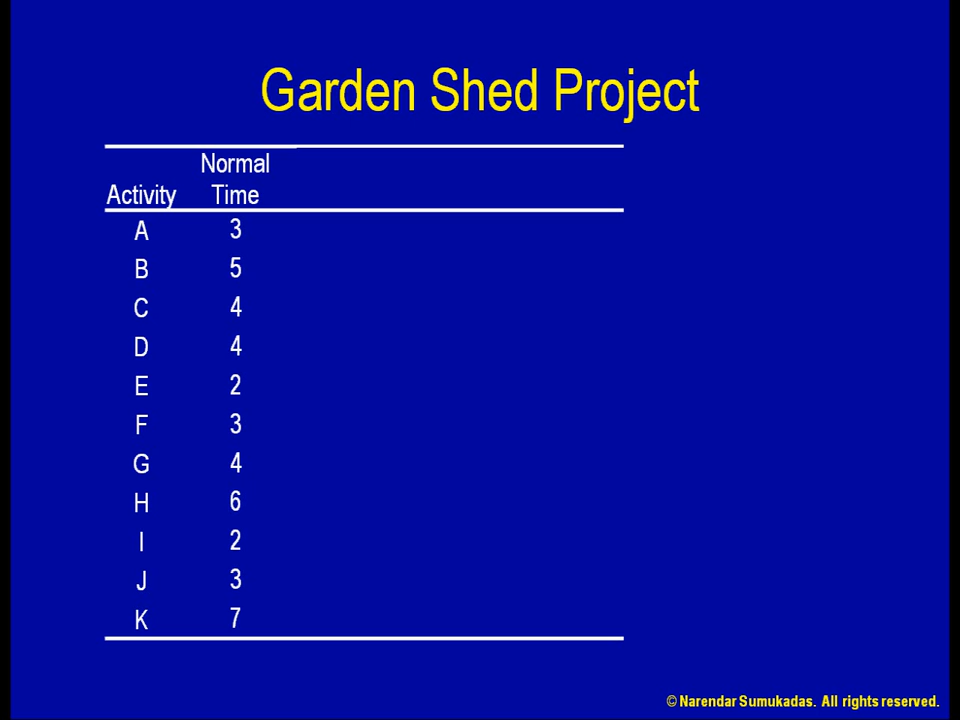 Garden Shed Project
Normal
Activity Time
A 3
B 5
C 4
D 4
E 2
F 3
G 4
H 6
I 2
J 3
K 7
© Narendar Sumukadas. All rights reserved.